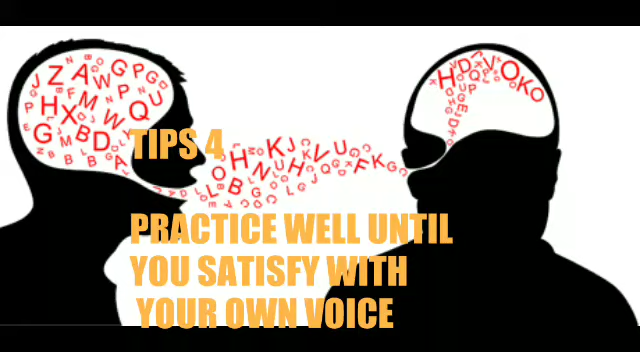 TIPS 4
PRACTICE WELL UNTIL
YOU SATISFY WITH
YOUR OWN VOICE